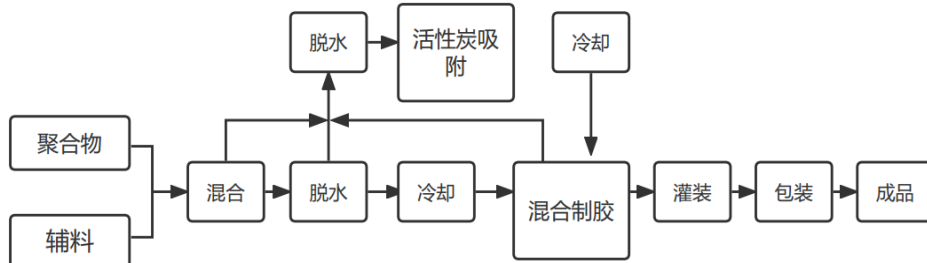 脱水
活性炭吸
附
冷却
聚合物
辅料
混合
脱水
冷却
混合制胶
灌装
包装
成品